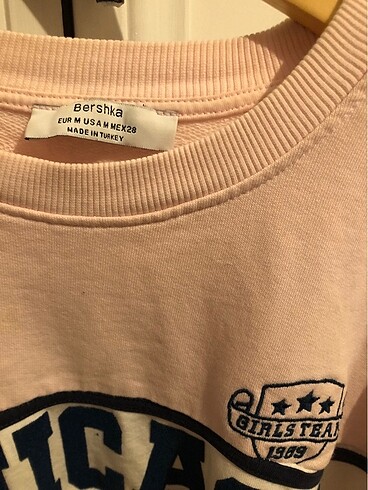 Bershka
EUR M USA M MEX28
MADE IN TURKEY
GIRLS TEAM
1989